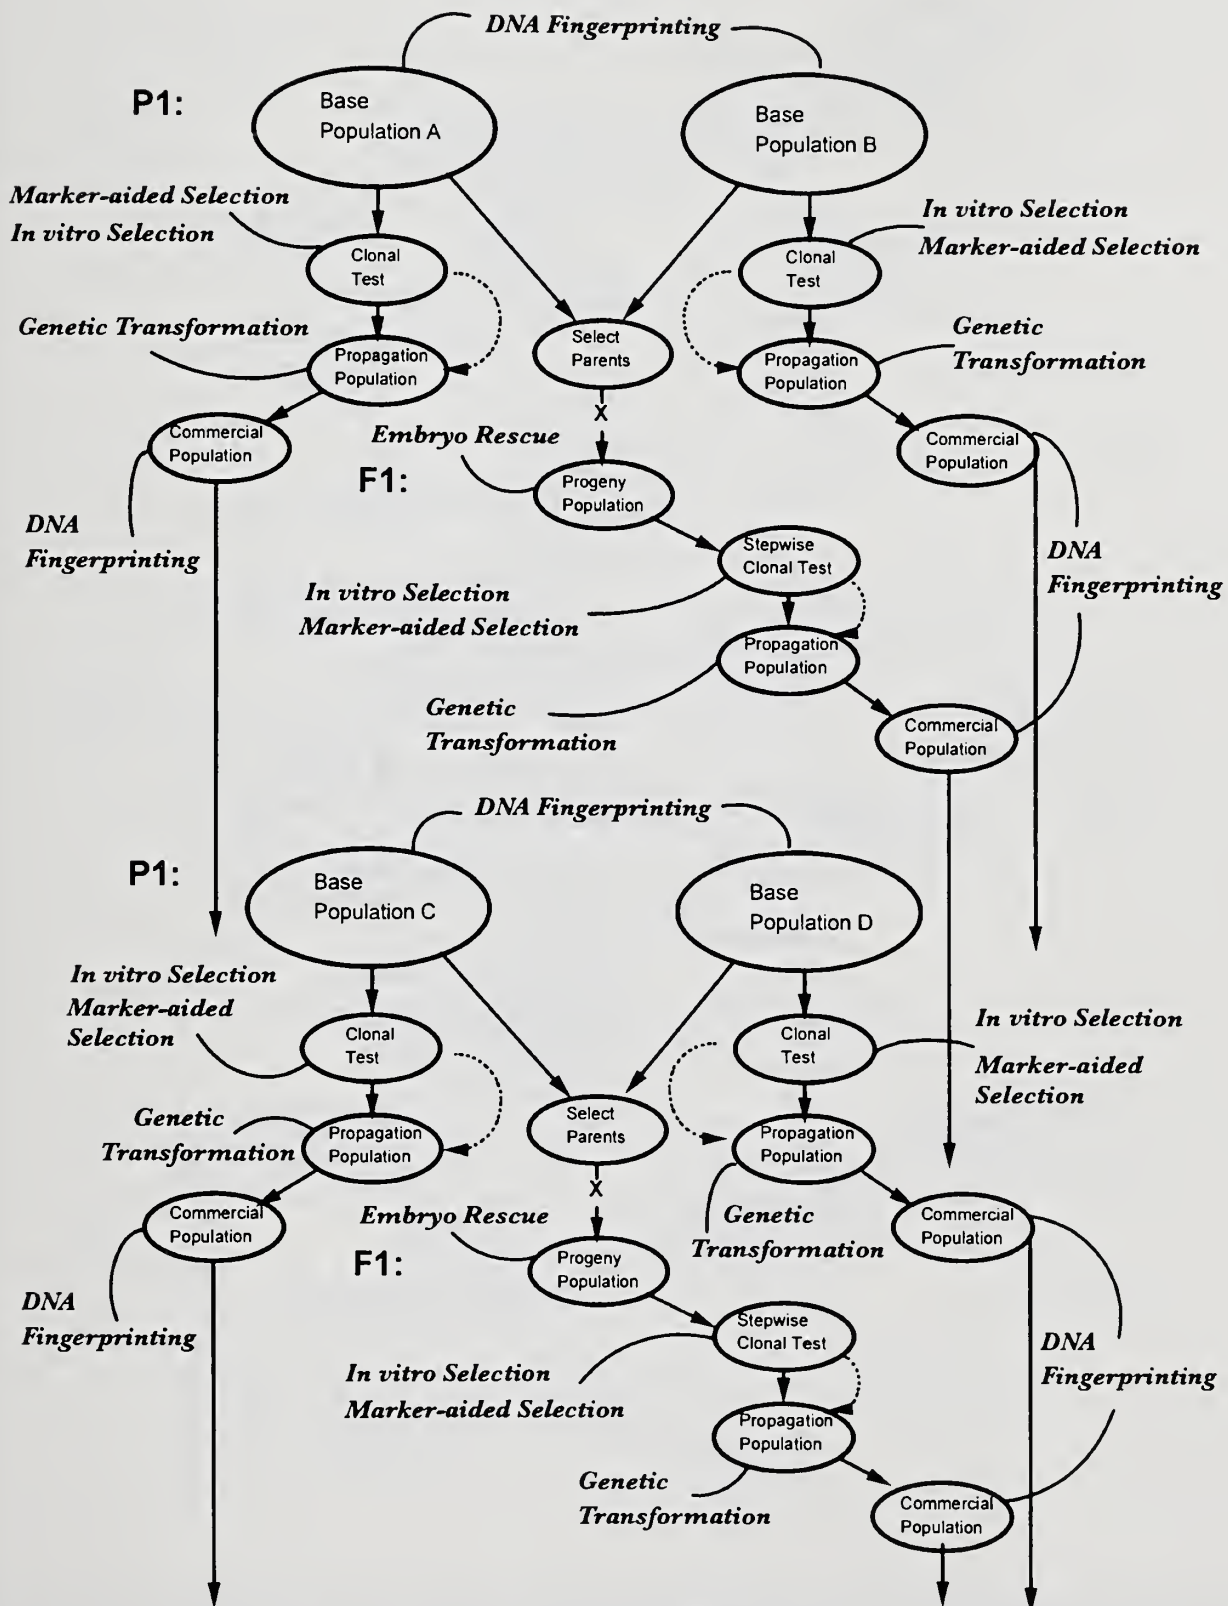 DNA Fingerprinting
P1:
Base
Population A
Base
Population B
Marker-aided Selection
In vitro Selection
Clonal
Test
In vitro Selection
Marker-aided Selection
Clonal
Test
Genetic Transformation
Propagation
Population
Select
Parents
Propagation
Population
Genetic
Transformation
X
Commercial
Population
Embryo Rescue
F1:
Progeny
Population
Commercial
Population
DNA
Fingerprinting
Stepwise
Clonal Test
DNA
Fingerprinting
In vitro Selection
Marker-aided Selection
Propagation
Population
Genetic
Transformation
Commercial
Population
DNA Fingerprinting
P1:
Base
Population C
Base
Population D
In vitro Selection
Marker-aided
Selection
Clonal
Test
Clonal
Test
In vitro Selection
Marker-aided
Selection
Genetic
Transformation
Propagation
Population
Select
Parents
Propagation
Population
X
Commercial
Population
Embryo Rescue
F1:
Progeny
Population
Genetic
Transformation
Commercial
Population
DNA
Fingerprinting
Stepwise
Clonal Test
DNA
Fingerprinting
In vitro Selection
Marker-aided Selection
Propagation
Population
Genetic
Transformation
Commercial
Population